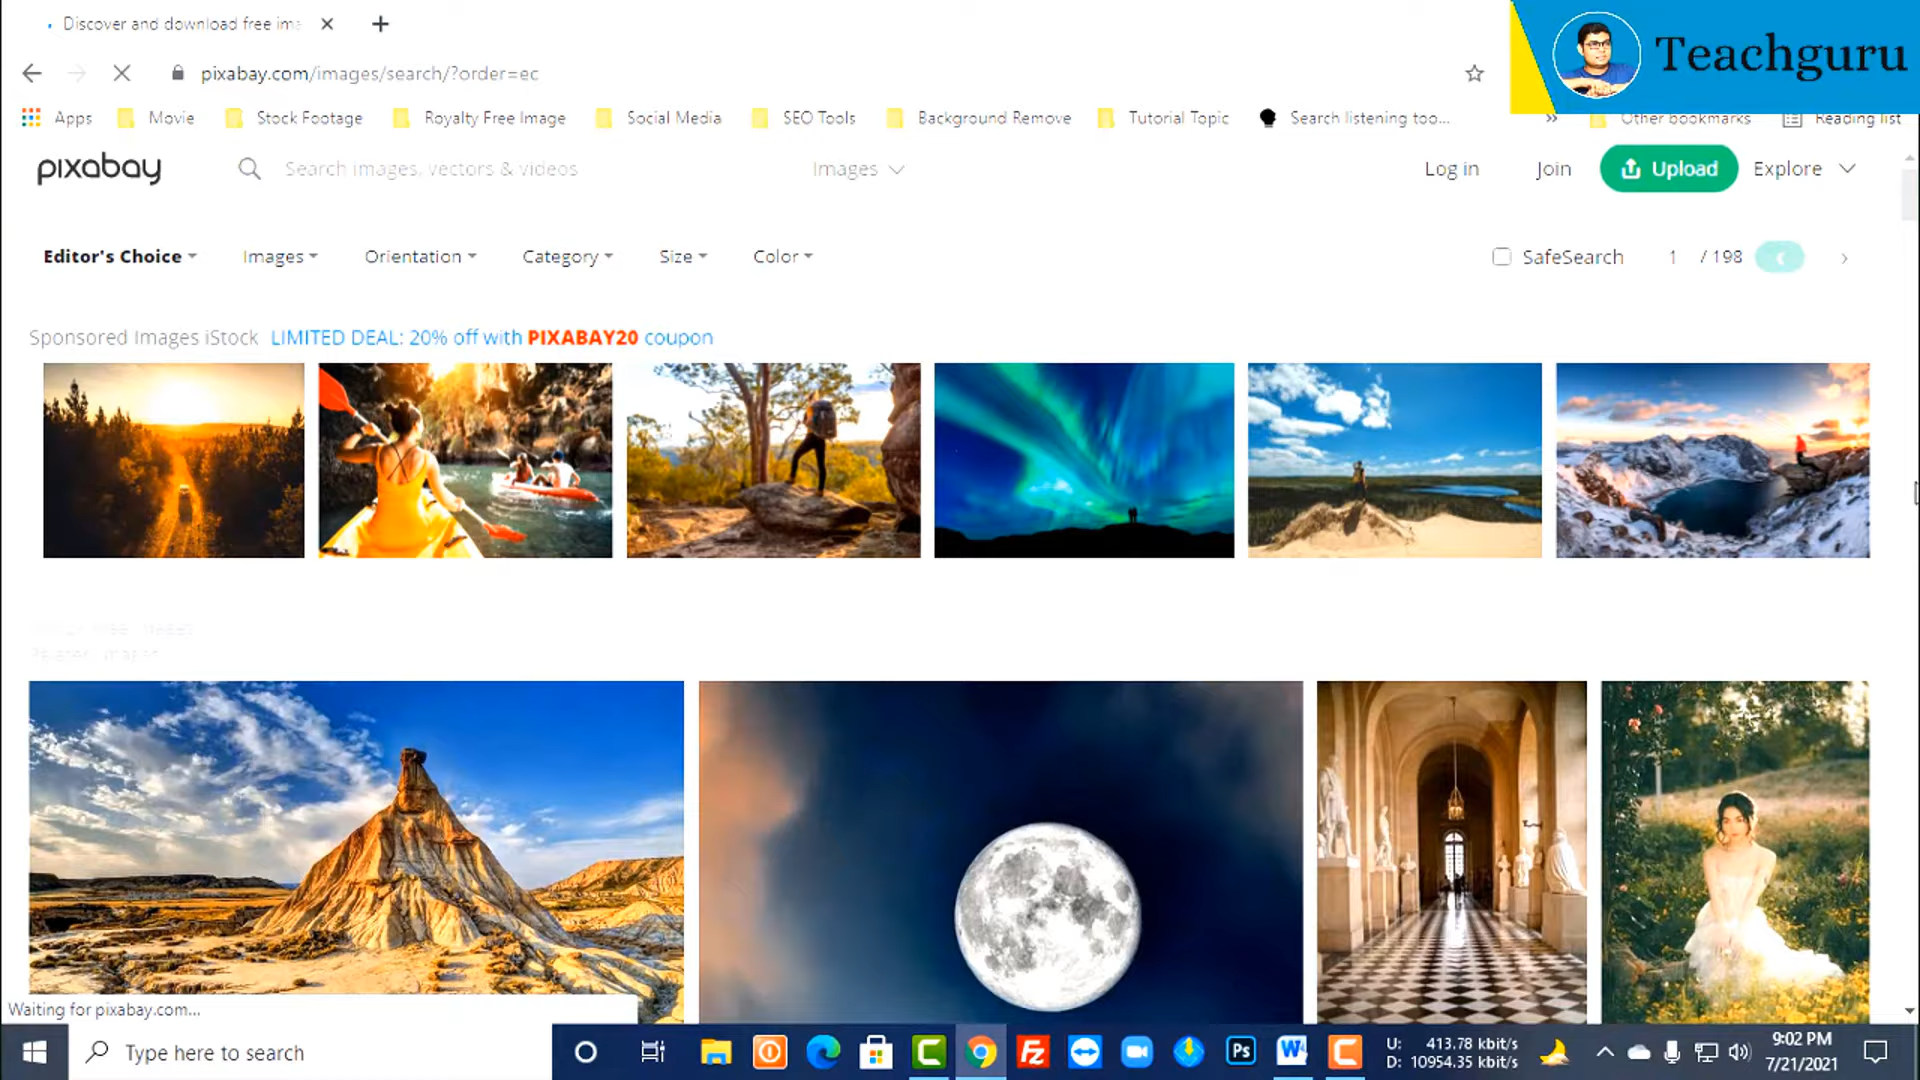 Discover and download free im
Teachguru
pixabay.com/images/search/?order=ec
Apps
Movie
Stock Footage
Royalty Free Image
Social Media
SEO Tools
Background Remove
Tutorial Topic
Search listening too...
»
Other bookmarks
Reading list
pixabay
Search images, vectors & videos
Images
Log in
Join
Upload
Explore
Editor's Choice
Images
Orientation
Category
Size
Color
SafeSearch
1 / 198
Sponsored Images iStock LIMITED DEAL: 20% off with PIXABAY20 coupon
Waiting for pixabay.com...
Type here to search
Fz
Ps
W
U: 413.78 kbit/s
D: 10954.35 kbit/s
9:02 PM
7/21/2021